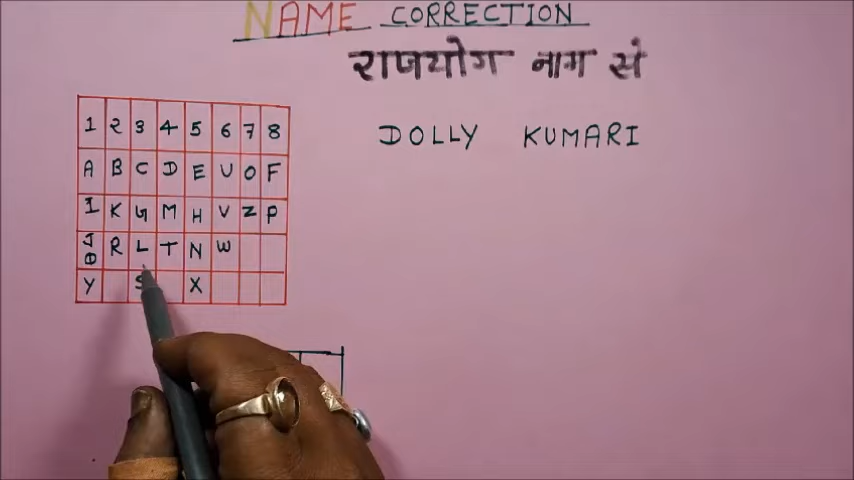 NAME CORRECTION
राजयोग नाग से
DOLLY KUMARI
1 2 3 4 5 6 7 8
A B C D E U O F
I K G M H V Z P
J Q R L T N W
Y S X